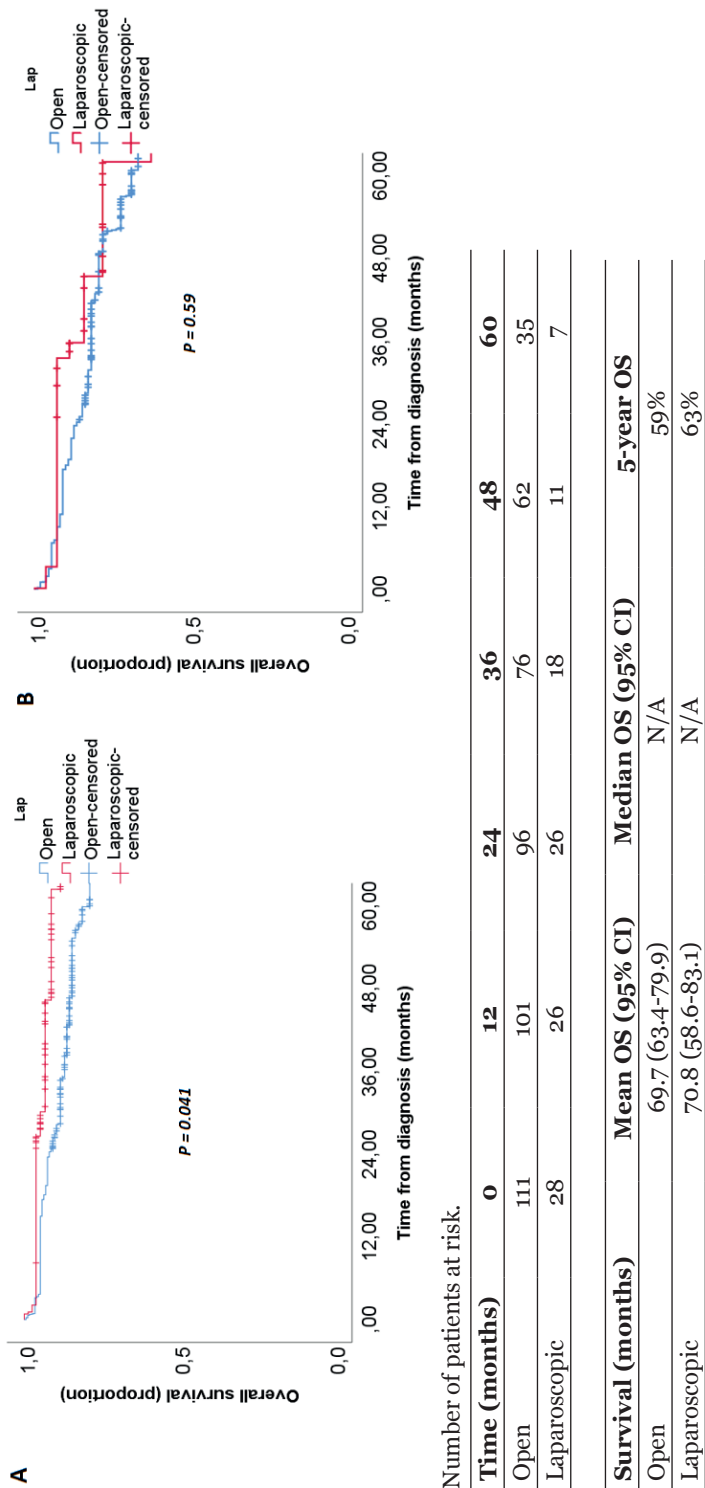 A
Overall survival (proportion)
1,0
0,5
0,0
,00 12,00 24,00 36,00 48,00 60,00
Time from diagnosis (months)
P = 0.041
Lap
Open
Laparoscopic
Open-censored
Laparoscopic-
censored
B
Overall survival (proportion)
1,0
0,5
0,0
,00 12,00 24,00 36,00 48,00 60,00
Time from diagnosis (months)
P = 0.59
Lap
Open
Laparoscopic
Open-censored
Laparoscopic-
censored
Number of patients at risk.
Time (months) 0 12 24 36 48 60
Open 111 101 96 76 62 35
Laparoscopic 28 26 26 18 11 7
Survival (months) Mean OS (95% CI) Median OS (95% CI) 5-year OS
Open 69.7 (63.4-79.9) N/A 59%
Laparoscopic 70.8 (58.6-83.1) N/A 63%